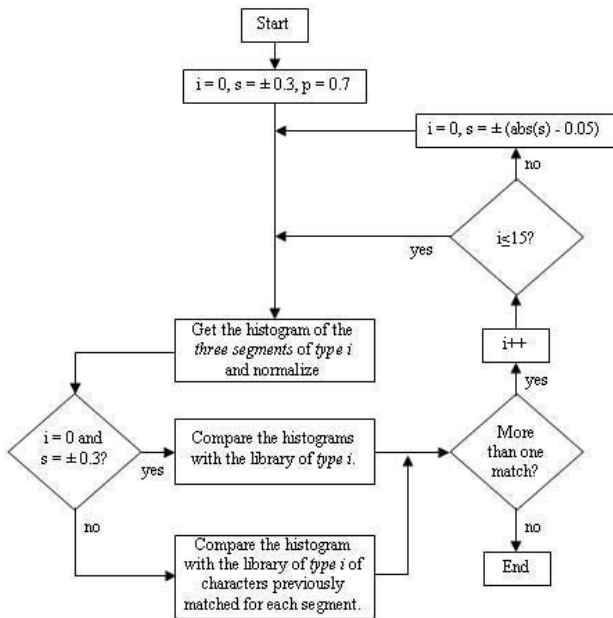 Start
i = 0, s = ± 0.3, p = 0.7
i = 0, s = ± (abs(s) - 0.05)
no
i≤15?
yes
Get the histogram of the
three segments of type i
and normalize
i++
yes
i = 0 and
s = ± 0.3?
yes
Compare the histograms
with the library of type i.
More
than one
match?
no
no
Compare the histogram
with the library of type i of
characters previously
matched for each segment.
End